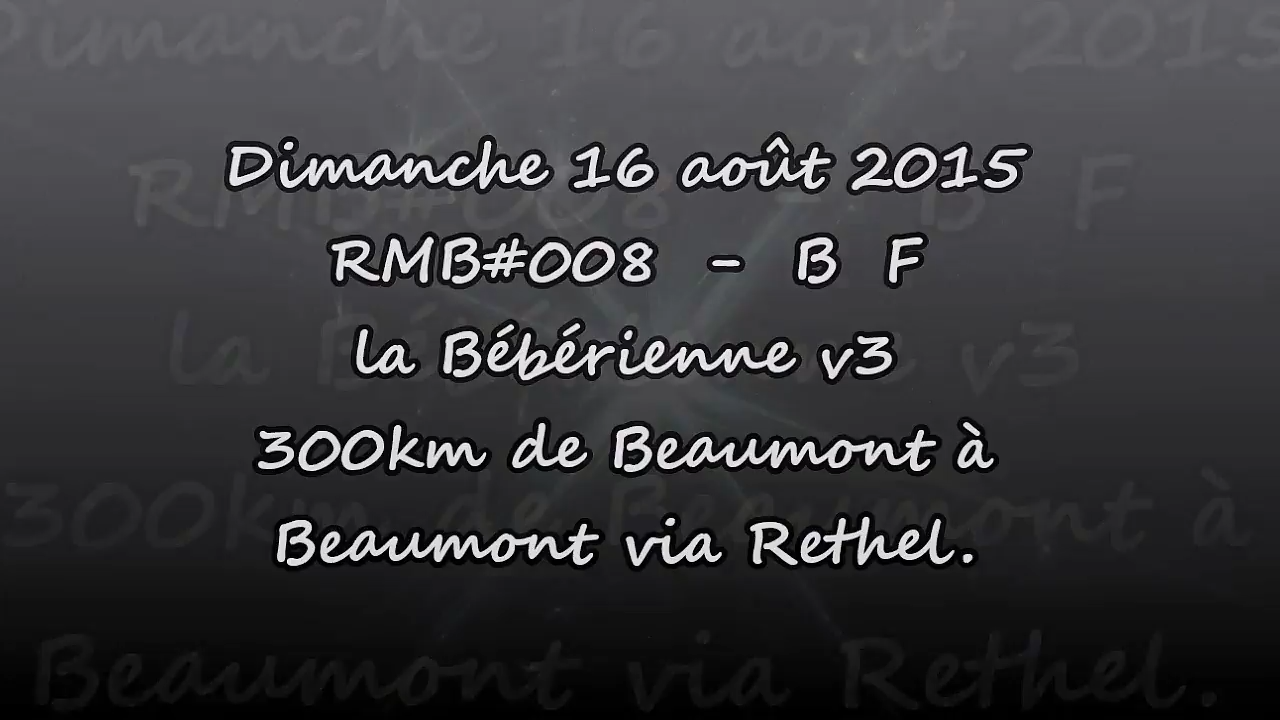 Dimanche 16 août 2015
RMB#008 - B F
la Bébérienne v3
300km de Beaumont à
Beaumont via Rethel.